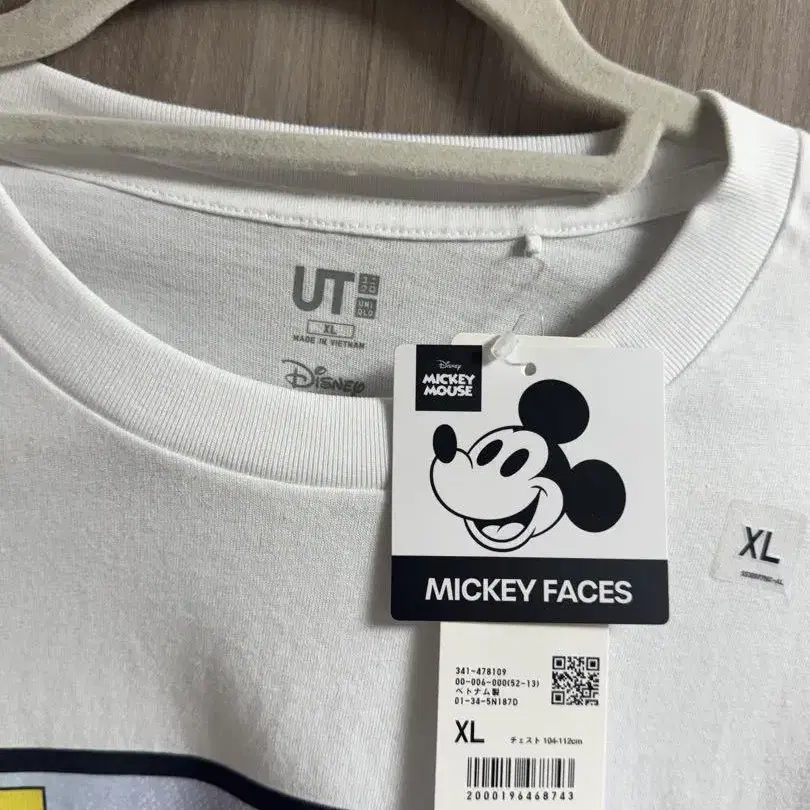 UT
UNI
QLO
XL
MADE IN VIETNAM
Disney
Disney
MICKEY
MOUSE
MICKEY FACES
XL
341-478109
00-006-000(52-13)
ベトナム製
01-34-5N187D
XL チェスト 104-112cm
2000196468743